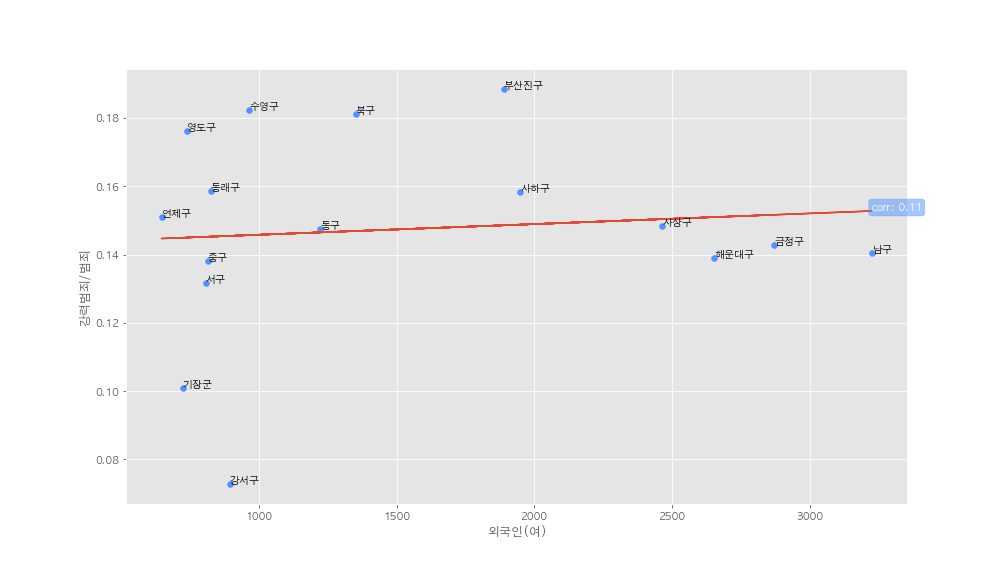 강력범죄/범죄
0.18
0.16
0.14
0.12
0.10
0.08
부산진구
수영구
북구
영도구
동래구
사하구
연제구
corr: 0.11
동구
사상구
금정구
남구
해운대구
중구
서구
기장군
강서구
1000
1500
2000
2500
3000
외국인(여)